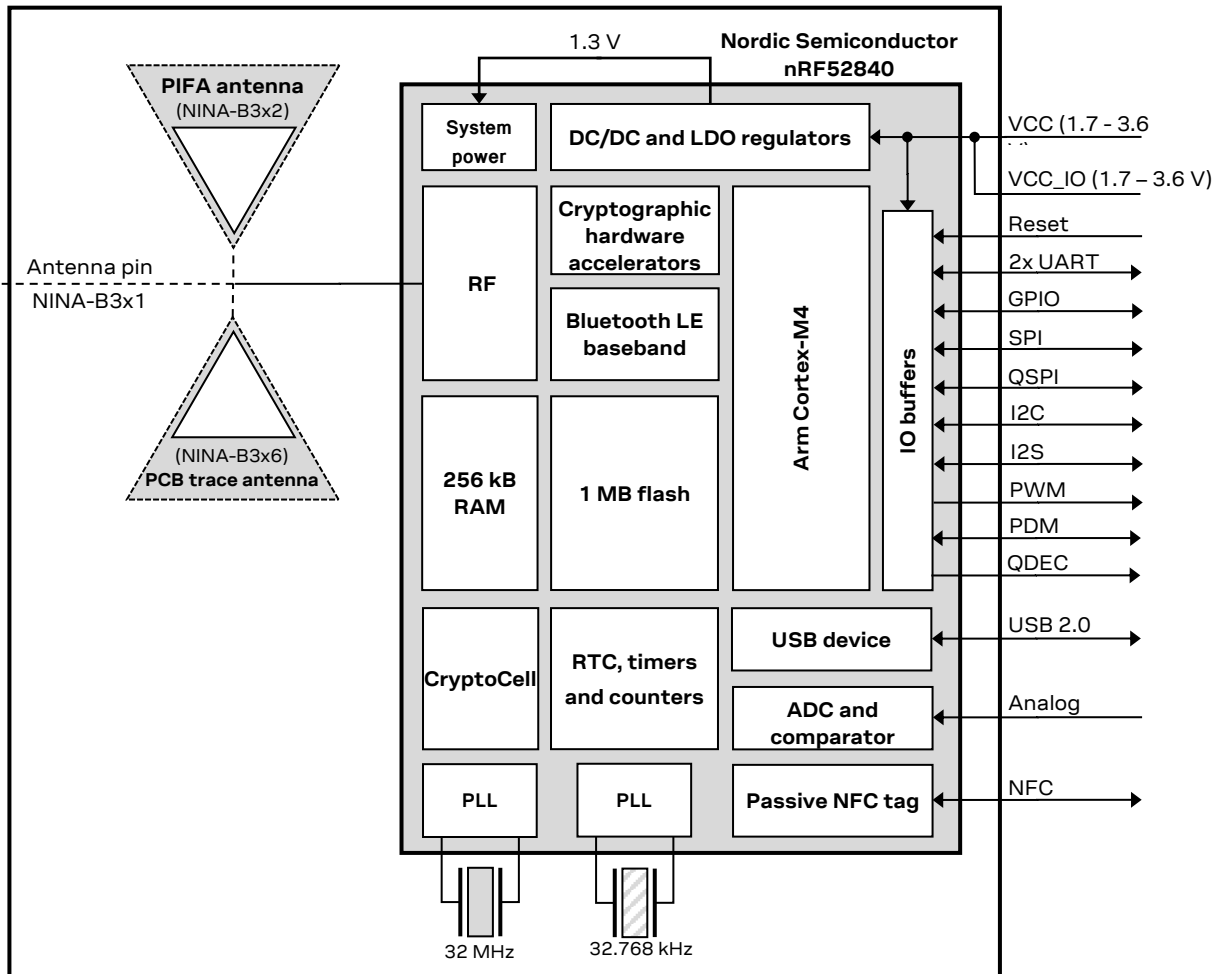 1.3 V
Nordic Semiconductor
nRF52840
PIFA antenna
(NINA-B3x2)
System
power
DC/DC and LDO regulators
VCC (1.7 - 3.6
VCC_IO (1.7 – 3.6 V)
Cryptographic
hardware
accelerators
RF
Bluetooth LE
baseband
Arm Cortex-M4
IO buffers
Reset
2x UART
GPIO
SPI
QSPI
I2C
I2S
PWM
PDM
QDEC
Antenna pin
NINA-B3x1
(NINA-B3x6)
PCB trace antenna
256 kB
RAM
1 MB flash
CryptoCell
RTC, timers
and counters
USB device
USB 2.0
ADC and
comparator
Analog
PLL
PLL
Passive NFC tag
NFC
32 MHz
32.768 kHz